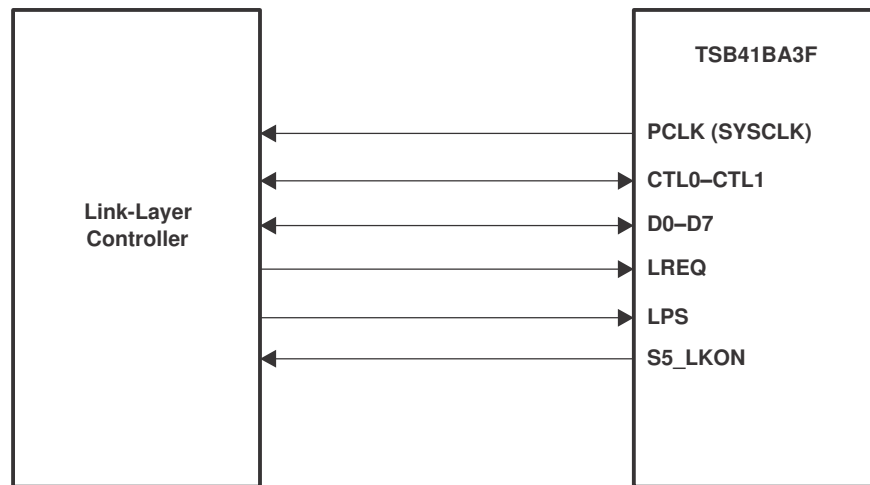 TSB41BA3F
PCLK (SYSCLK)
CTL0–CTL1
Link-Layer
Controller
D0–D7
LREQ
LPS
S5_LKON